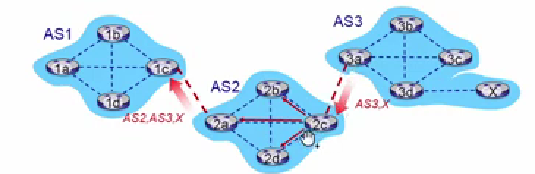 AS1
1b
1a
1c
1d
AS2,AS3,X
AS2
2b
2a
2c
2d
AS3
3b
3a
3c
3d
X
AS3,X